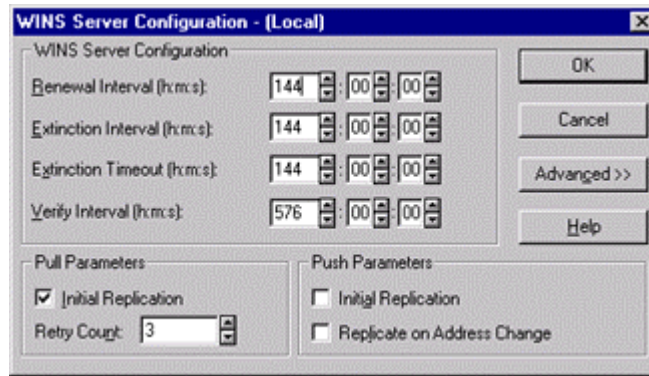 WINS Server Configuration - (Local)
WINS Server Configuration
Renewal Interval (h:m:s): 144 : 00 : 00
Extinction Interval (h:m:s): 144 : 00 : 00
Extinction Timeout (h:m:s): 144 : 00 : 00
Verify Interval (h:m:s): 576 : 00 : 00
OK
Cancel
Advanced >>
Help
Pull Parameters
Initial Replication
Retry Count: 3
Push Parameters
Initial Replication
Replicate on Address Change